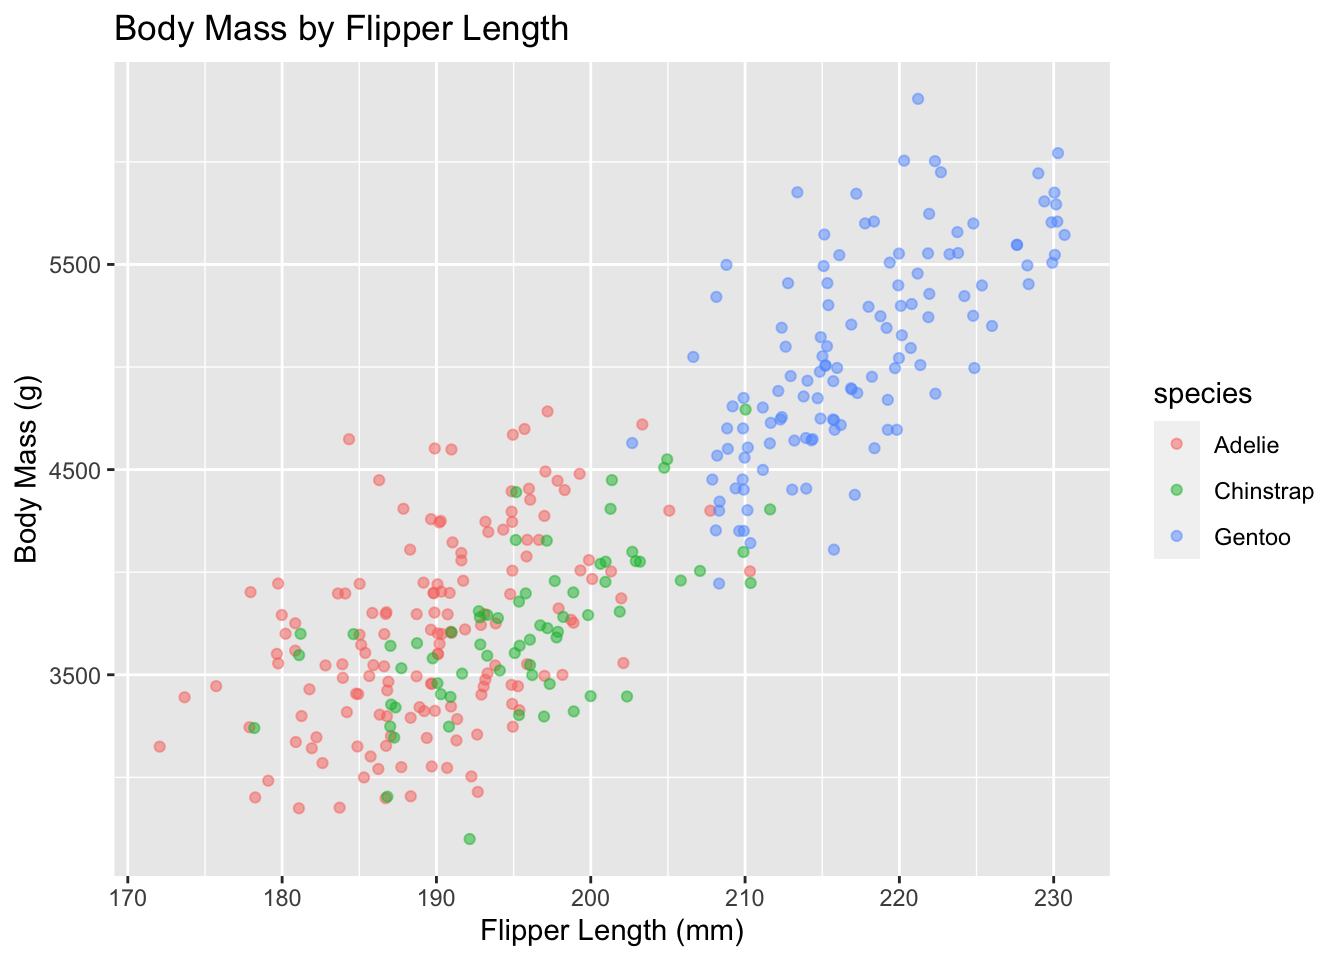 Body Mass by Flipper Length
Body Mass (g)
5500
4500
3500
170 180 190 200 210 220 230
Flipper Length (mm)
species
Adelie
Chinstrap
Gentoo